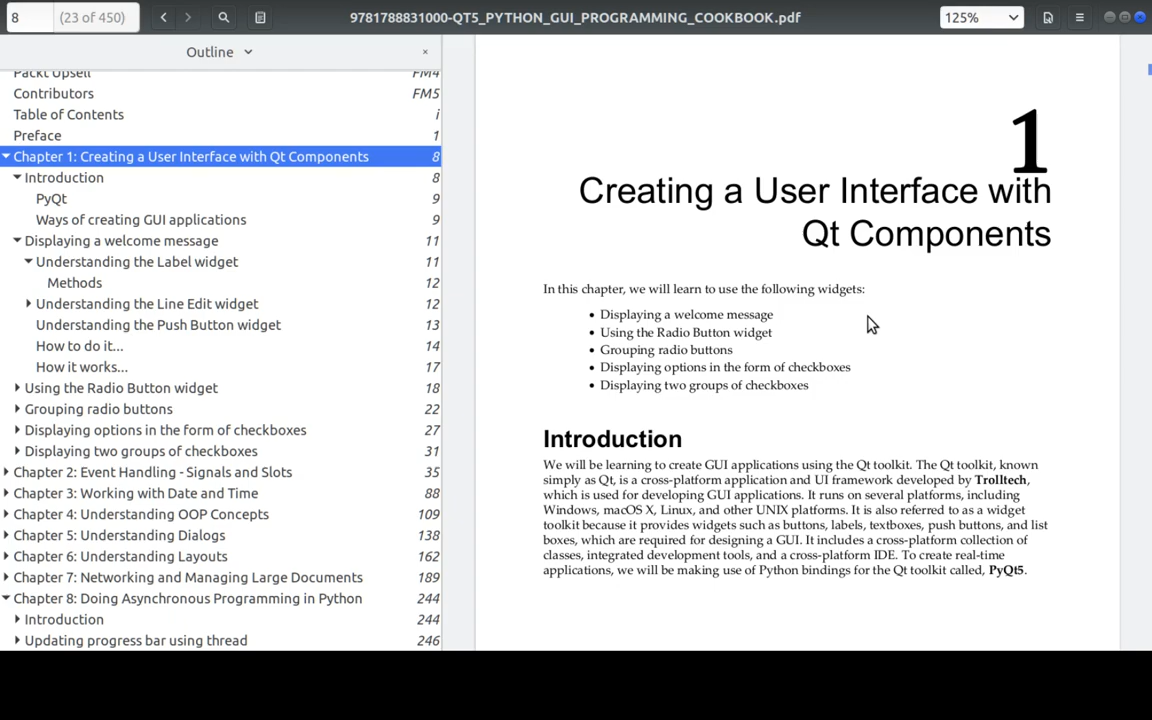 8 (23 of 450) 9781788831000-QT5_PYTHON_GUI_PROGRAMMING_COOKBOOK.pdf 125%
Outline ×
Packt Upsell FM4
Contributors FM5
Table of Contents i
Preface 1
Chapter 1: Creating a User Interface with Qt Components 8
Introduction 8
PyQt 9
Ways of creating GUI applications 9
Displaying a welcome message 11
Understanding the Label widget 11
Methods 12
Understanding the Line Edit widget 12
Understanding the Push Button widget 13
How to do it... 14
How it works... 17
Using the Radio Button widget 18
Grouping radio buttons 22
Displaying options in the form of checkboxes 27
Displaying two groups of checkboxes 31
Chapter 2: Event Handling - Signals and Slots 35
Chapter 3: Working with Date and Time 88
Chapter 4: Understanding OOP Concepts 109
Chapter 5: Understanding Dialogs 138
Chapter 6: Understanding Layouts 162
Chapter 7: Networking and Managing Large Documents 189
Chapter 8: Doing Asynchronous Programming in Python 244
Introduction 244
Updating progress bar using thread 246
1
Creating a User Interface with
Qt Components
In this chapter, we will learn to use the following widgets:
• Displaying a welcome message
• Using the Radio Button widget
• Grouping radio buttons
• Displaying options in the form of checkboxes
• Displaying two groups of checkboxes
Introduction
We will be learning to create GUI applications using the Qt toolkit. The Qt toolkit, known
simply as Qt, is a cross-platform application and UI framework developed by Trolltech,
which is used for developing GUI applications. It runs on several platforms, including
Windows, macOS X, Linux, and other UNIX platforms. It is also referred to as a widget
toolkit because it provides widgets such as buttons, labels, textboxes, push buttons, and list
boxes, which are required for designing a GUI. It includes a cross-platform collection of
classes, integrated development tools, and a cross-platform IDE. To create real-time
applications, we will be making use of Python bindings for the Qt toolkit called, PyQt5.